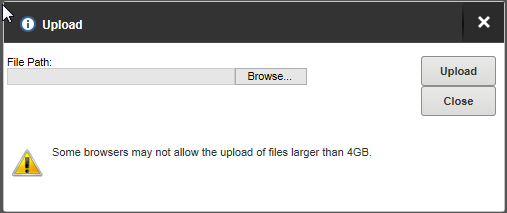 Upload
File Path:
Browse...
Upload
Close
Some browsers may not allow the upload of files larger than 4GB.